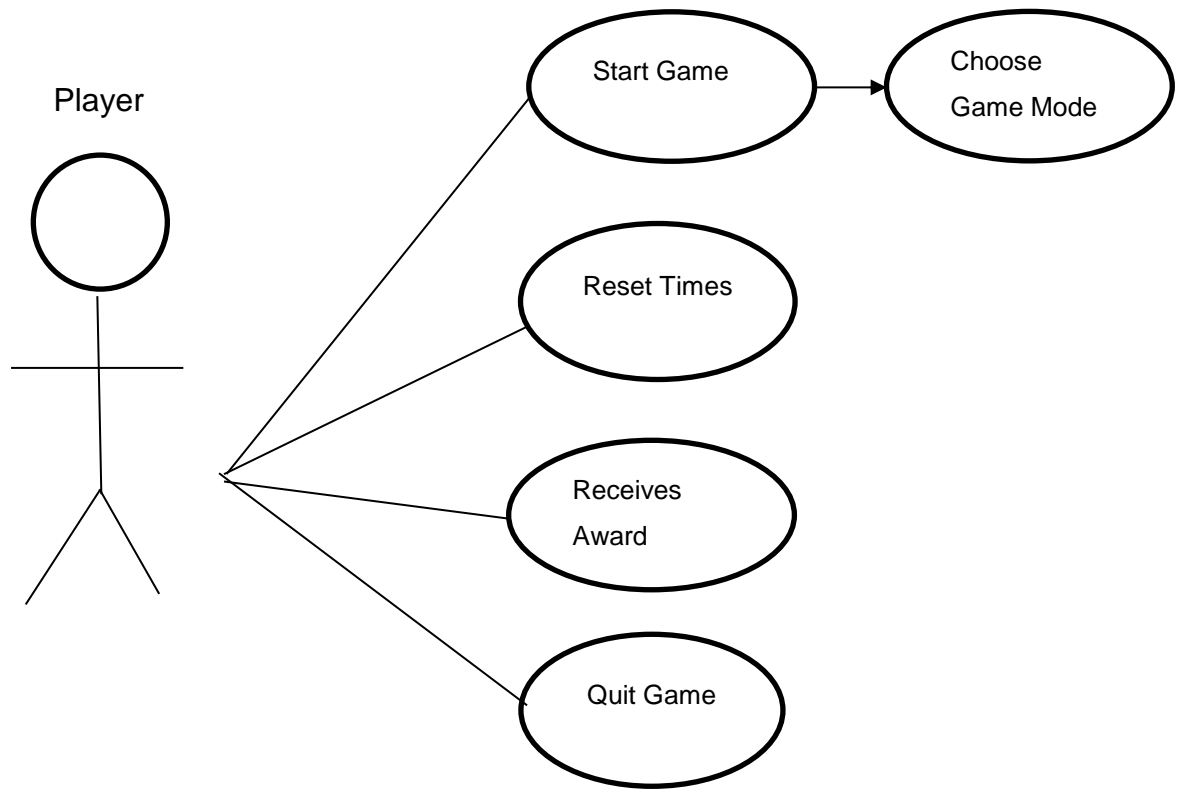 Player
Start Game
Choose
Game Mode
Reset Times
Receives
Award
Quit Game